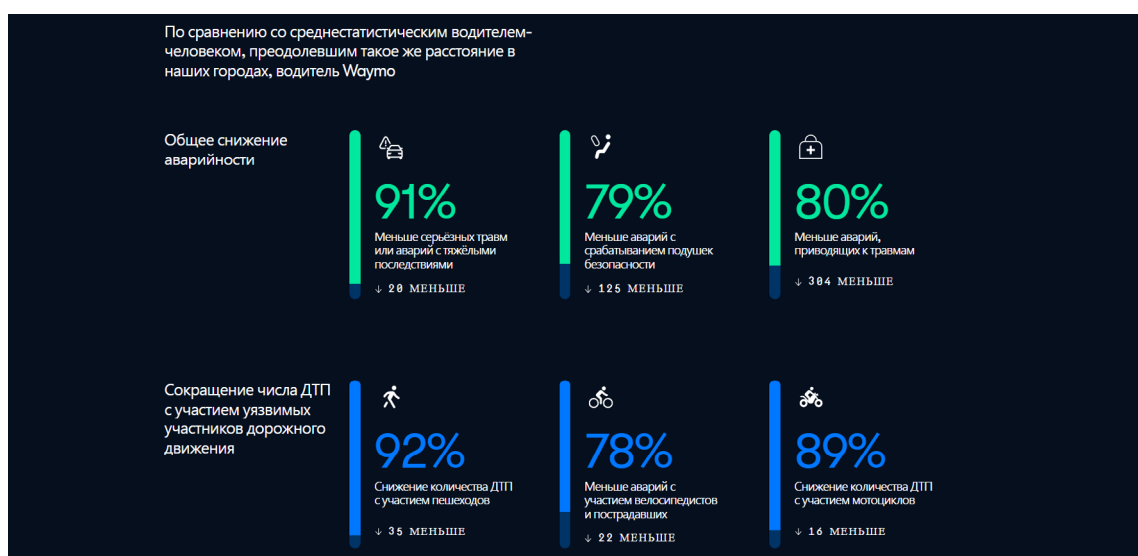 По сравнению со среднестатистическим водителем-
человеком, преодолевшим такое же расстояние в
наших городах, водитель Waymo
Общее снижение
аварийности
91%
Меньше серьёзных травм
или аварий с тяжёлыми
последствиями
↓ 20 МЕНЬШЕ
79%
Меньше аварий с
срабатыванием подушек
безопасности
↓ 125 МЕНЬШЕ
80%
Меньше аварий,
приводящих к травмам
↓ 304 МЕНЬШЕ
Сокращение числа ДТП
с участием уязвимых
участников дорожного
движения
92%
Снижение количества ДТП
с участием пешеходов
↓ 35 МЕНЬШЕ
78%
Меньше аварий с
участием велосипедистов
и пострадавших
↓ 22 МЕНЬШЕ
89%
Снижение количества ДТП
с участием мотоциклов
↓ 16 МЕНЬШЕ